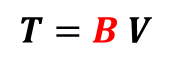 T = B V